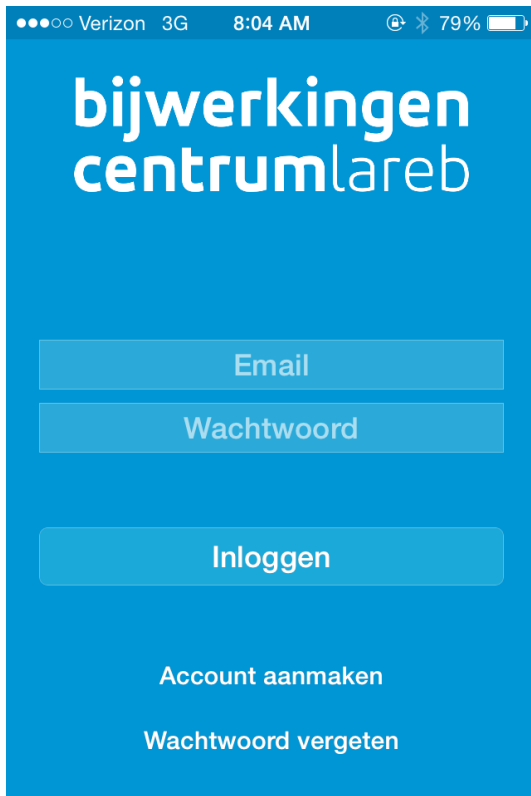 Verizon 3G 8:04 AM 79%
bijwerkingen
centrumlareb
Email
Wachtwoord
Inloggen
Account aanmaken
Wachtwoord vergeten